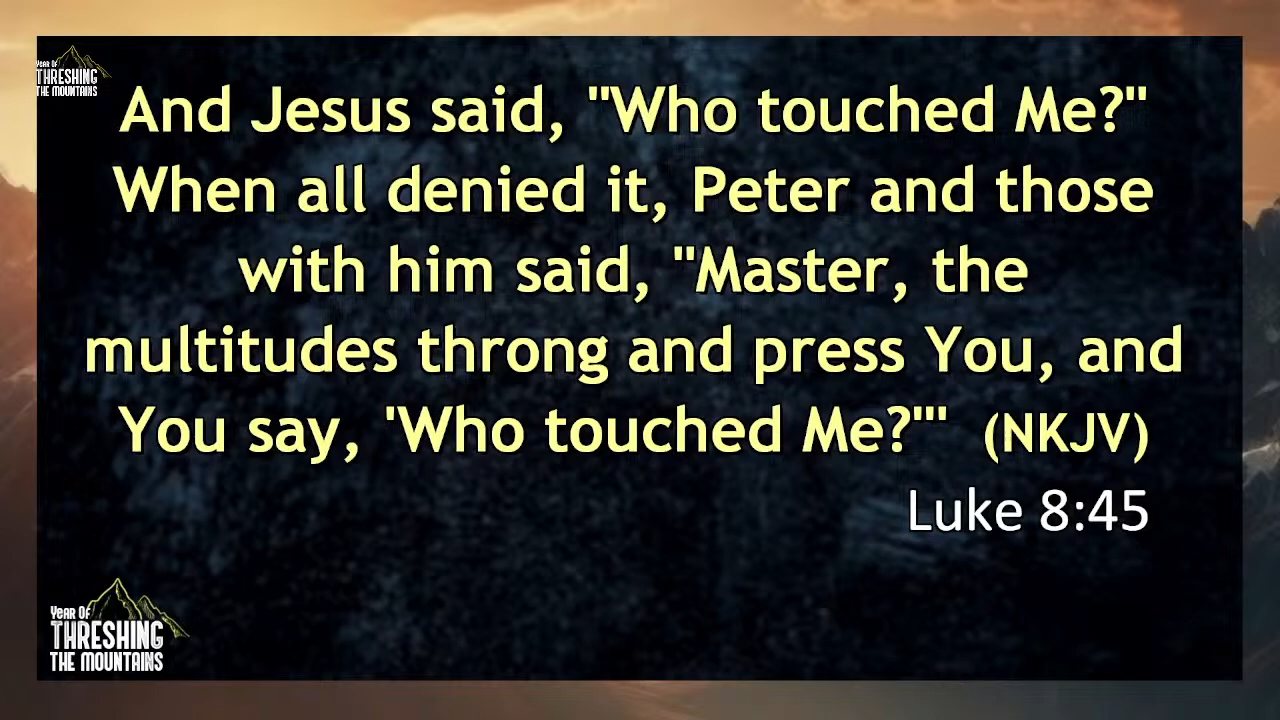 Year Of
THRESHING
THE MOUNTAINS
And Jesus said, "Who touched Me?"
When all denied it, Peter and those
with him said, "Master, the
multitudes throng and press You, and
You say, 'Who touched Me?'" (NKJV)
Luke 8:45
Year Of
THRESHING
THE MOUNTAINS